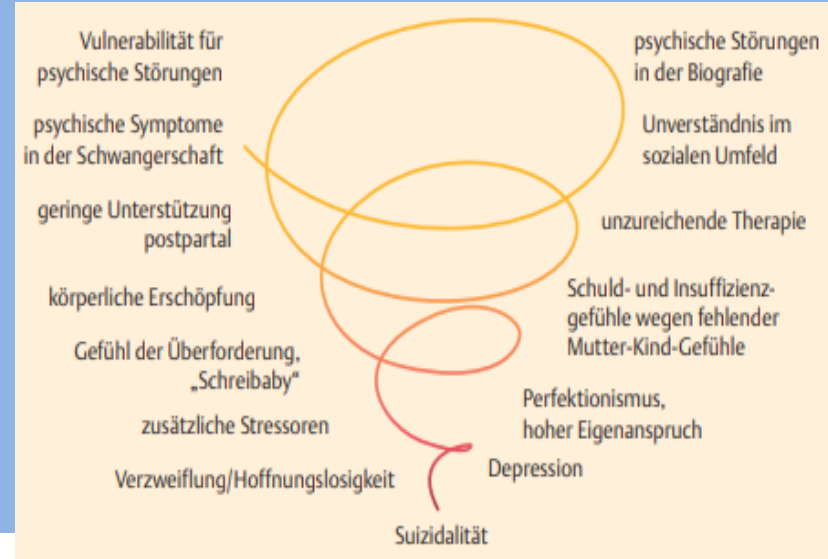 Vulnerabilität für
psychische Störungen
psychische Störungen
in der Biografie
psychische Symptome
in der Schwangerschaft
Unverständnis im
sozialen Umfeld
geringe Unterstützung
postpartal
unzureichende Therapie
körperliche Erschöpfung
Schuld- und Insuffizienz-
gefühle wegen fehlender
Mutter-Kind-Gefühle
Gefühl der Überforderung,
„Schreibaby“
Perfektionismus,
hoher Eigenanspruch
zusätzliche Stressoren
Depression
Verzweiflung/Hoffnungslosigkeit
Suizidalität